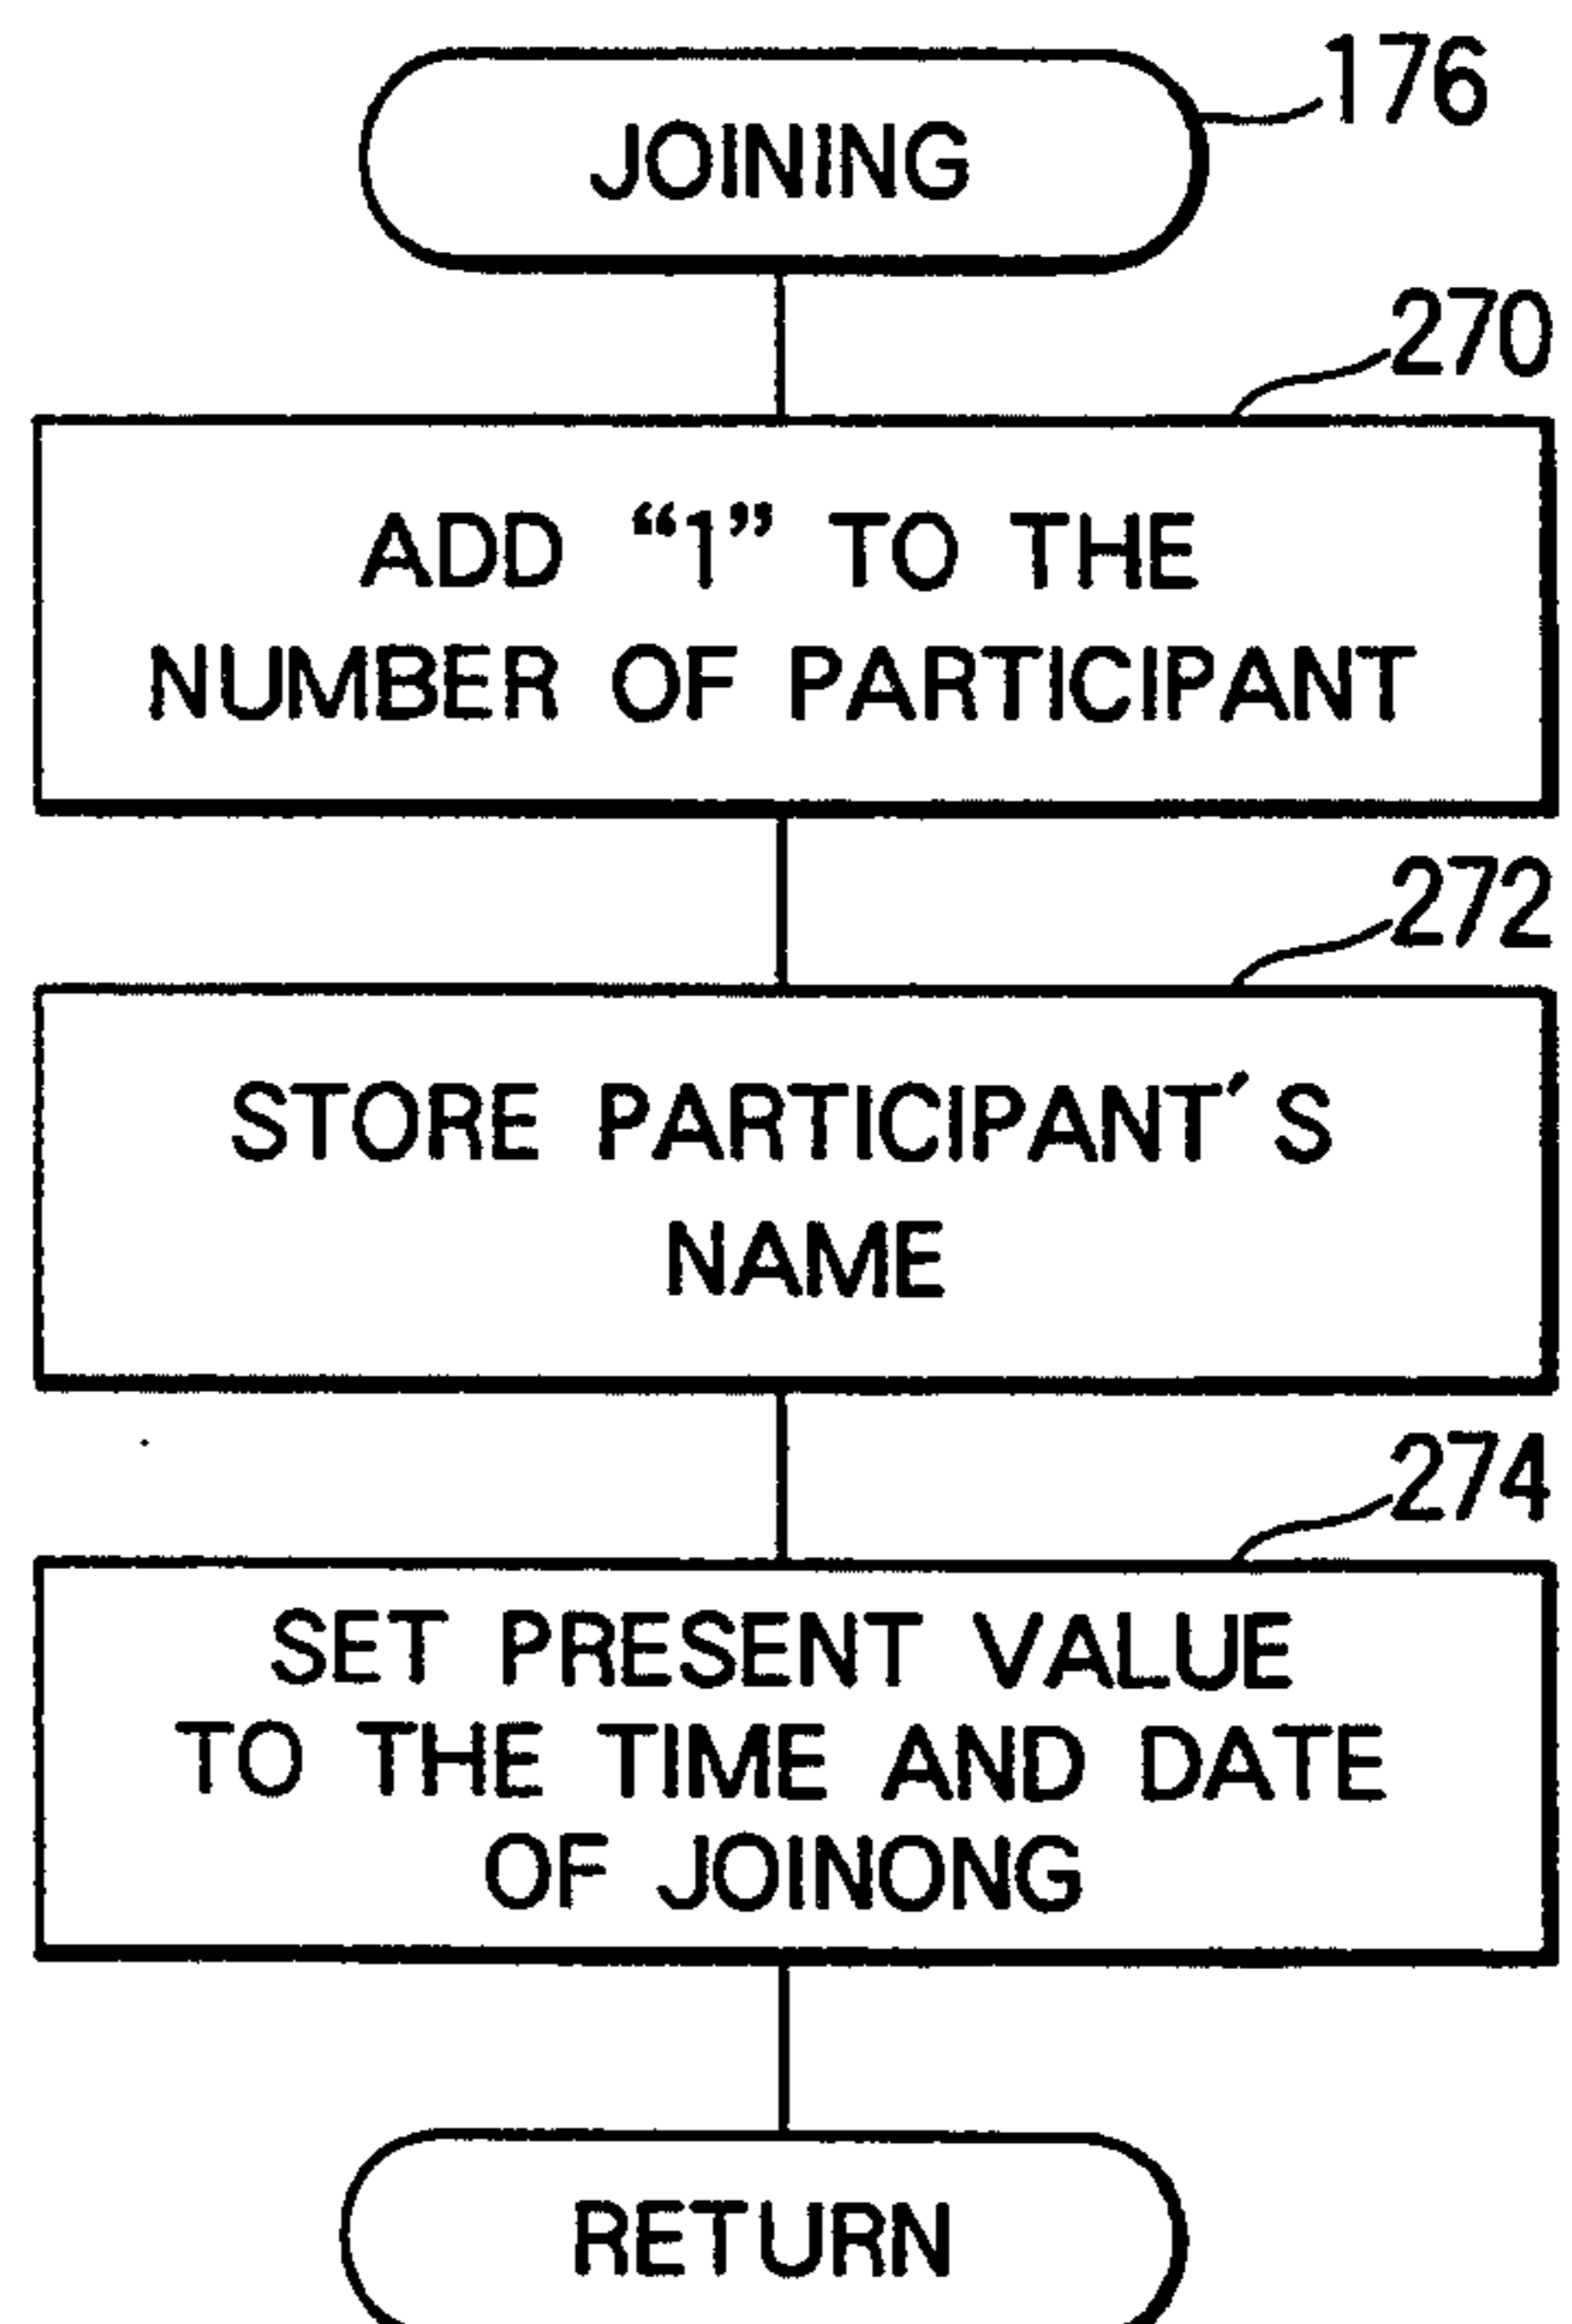 176
JOINING
270
ADD “1” TO THE
NUMBER OF PARTICIPANT
272
STORE PARTICIPANT´S
NAME
274
SET PRESENT VALUE
TO THE TIME AND DATE
OF JOINONG
RETURN